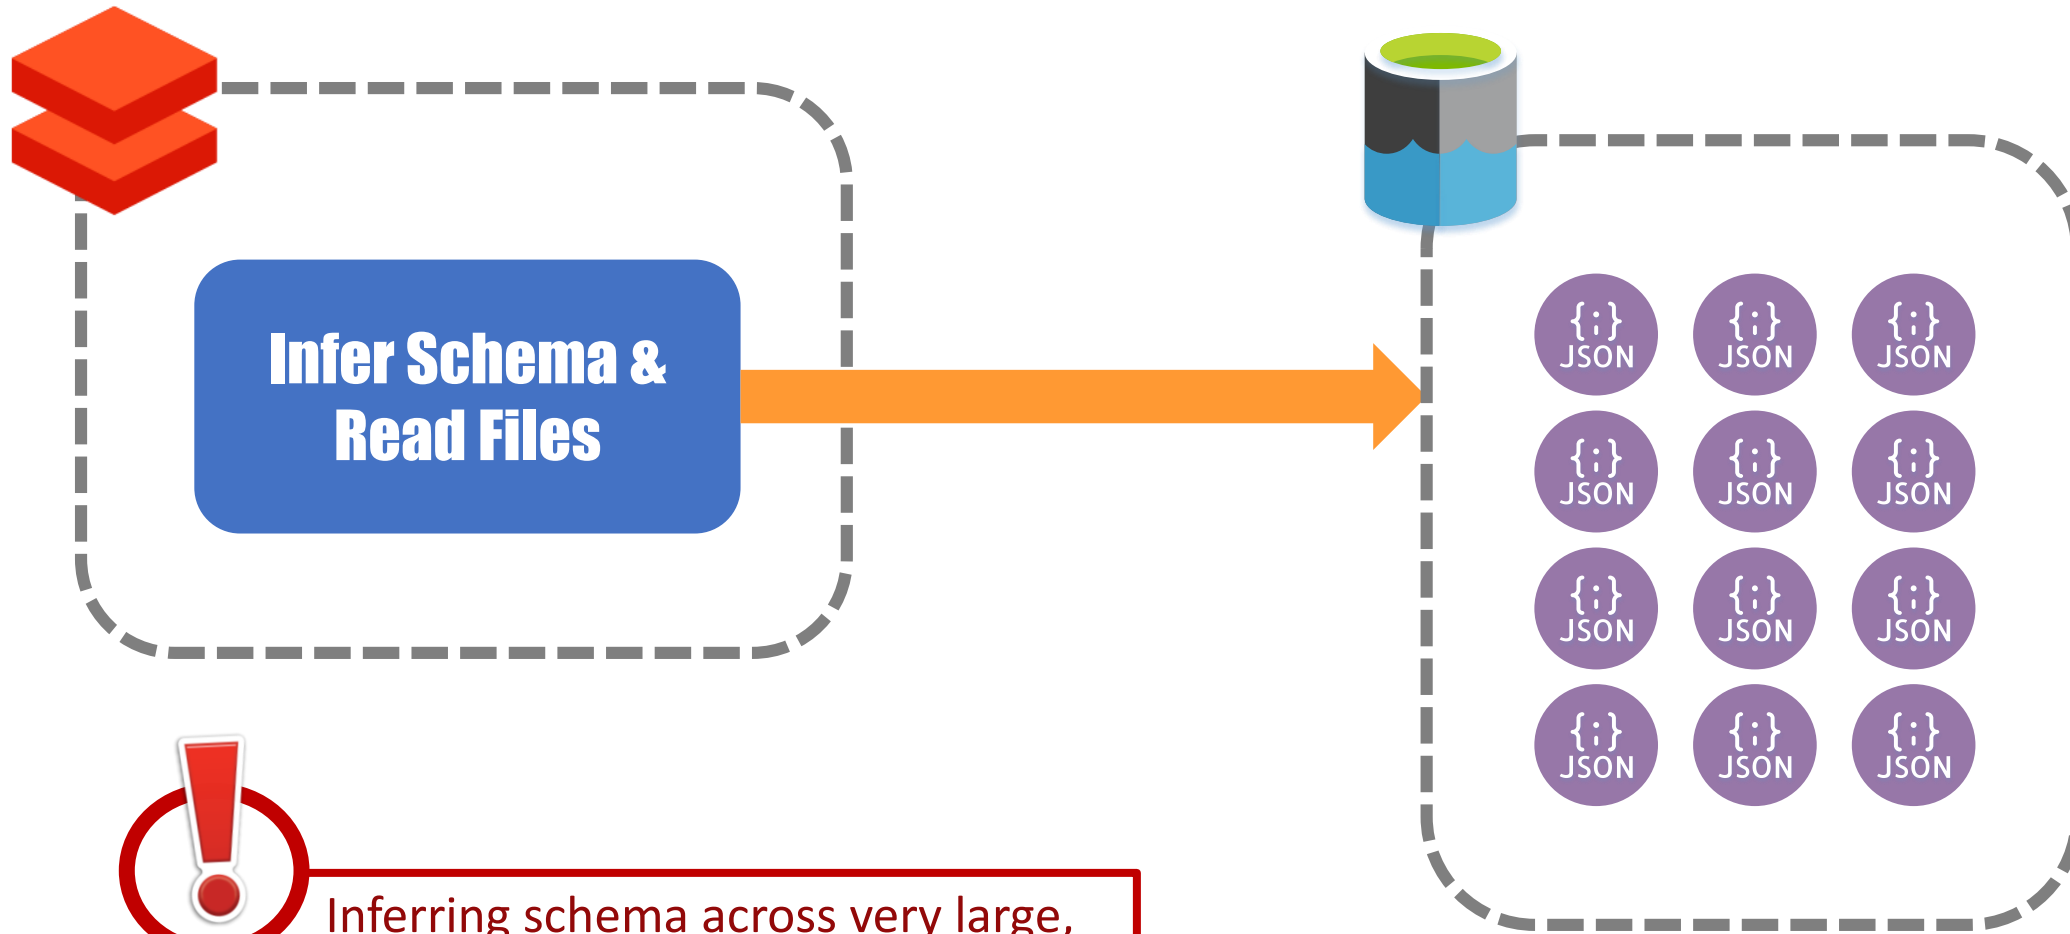 Infer Schema &
Read Files
{;} {;} {;}
JSON JSON JSON
{;} {;} {;}
JSON JSON JSON
{;} {;} {;}
JSON JSON JSON
{;} {;} {;}
JSON JSON JSON
Inferring schema across very large,